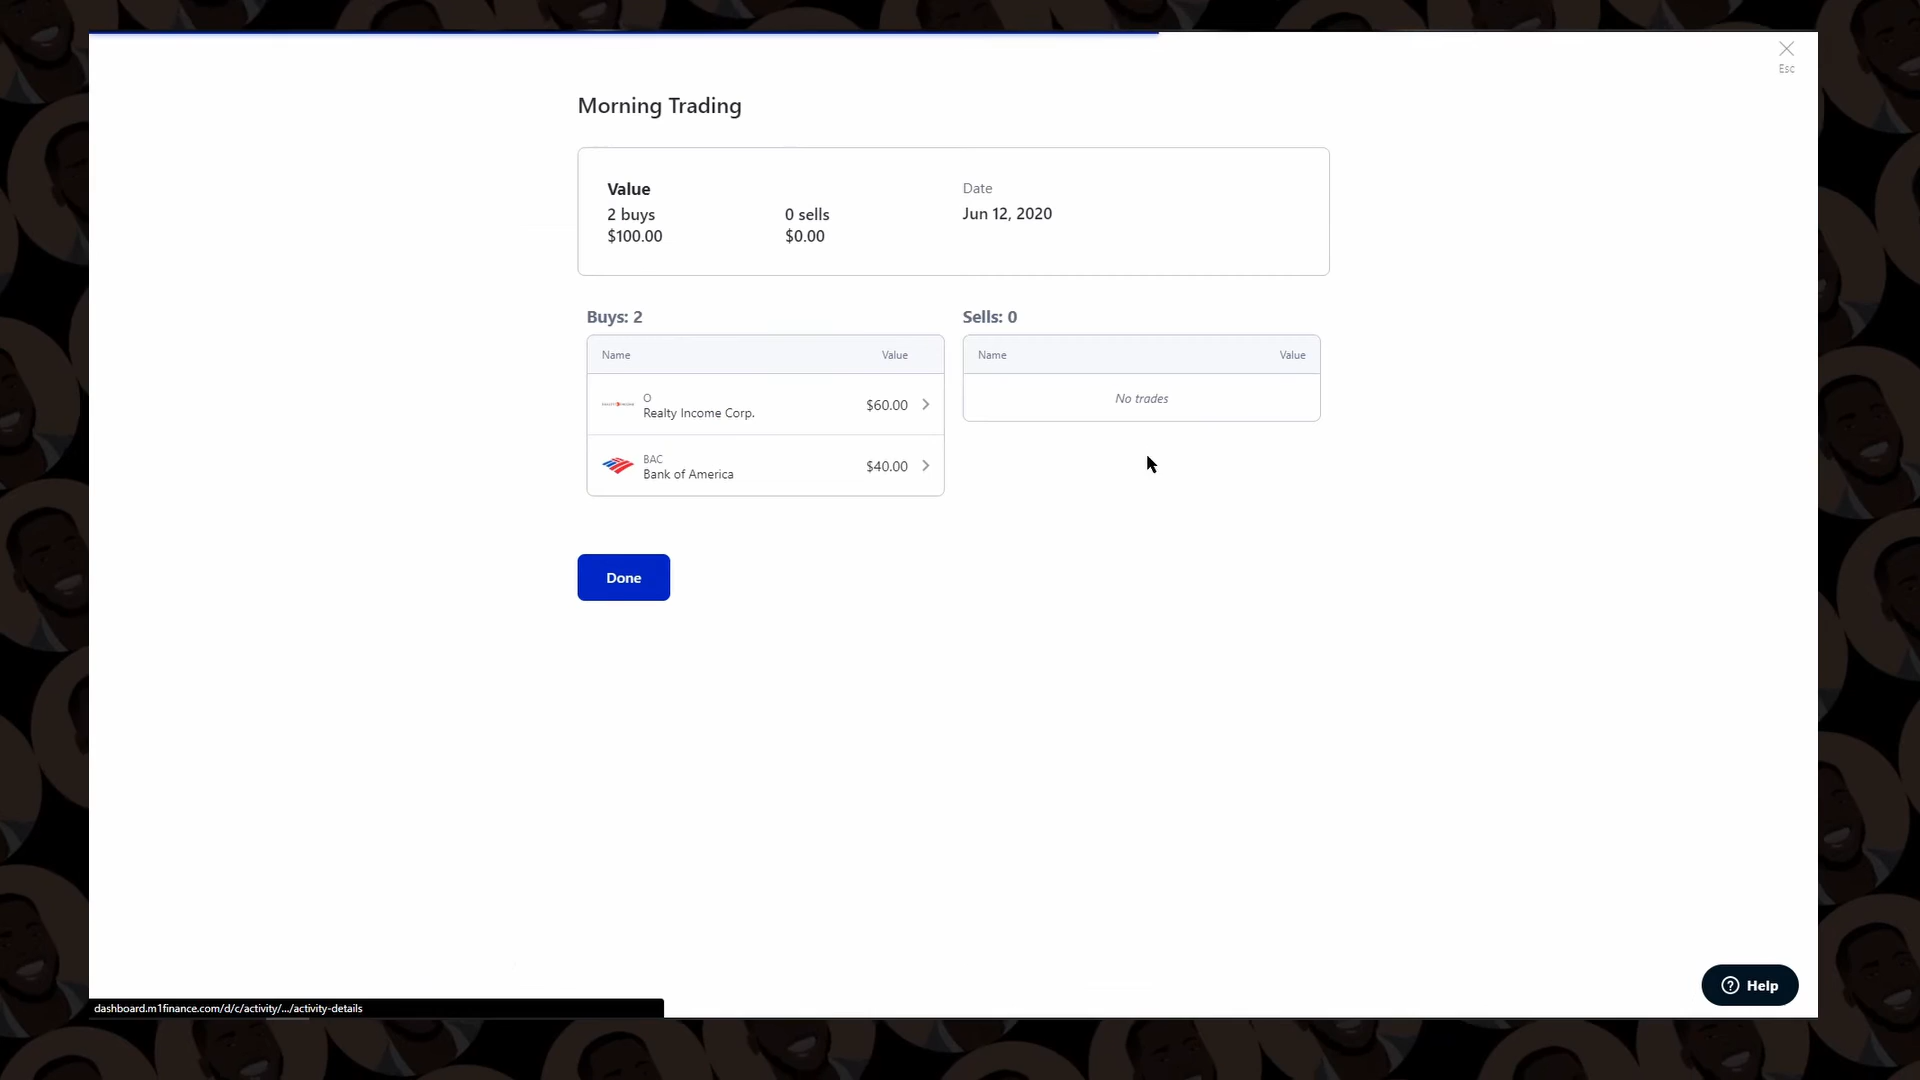 Esc
Morning Trading
Value
2 buys
$100.00
0 sells
$0.00
Date
Jun 12, 2020
Buys: 2
Name Value
O
Realty Income Corp.
$60.00
BAC
Bank of America
$40.00
Sells: 0
Name Value
No trades
Done
Help
dashboard.m1finance.com/d/c/activity/.../activity-details